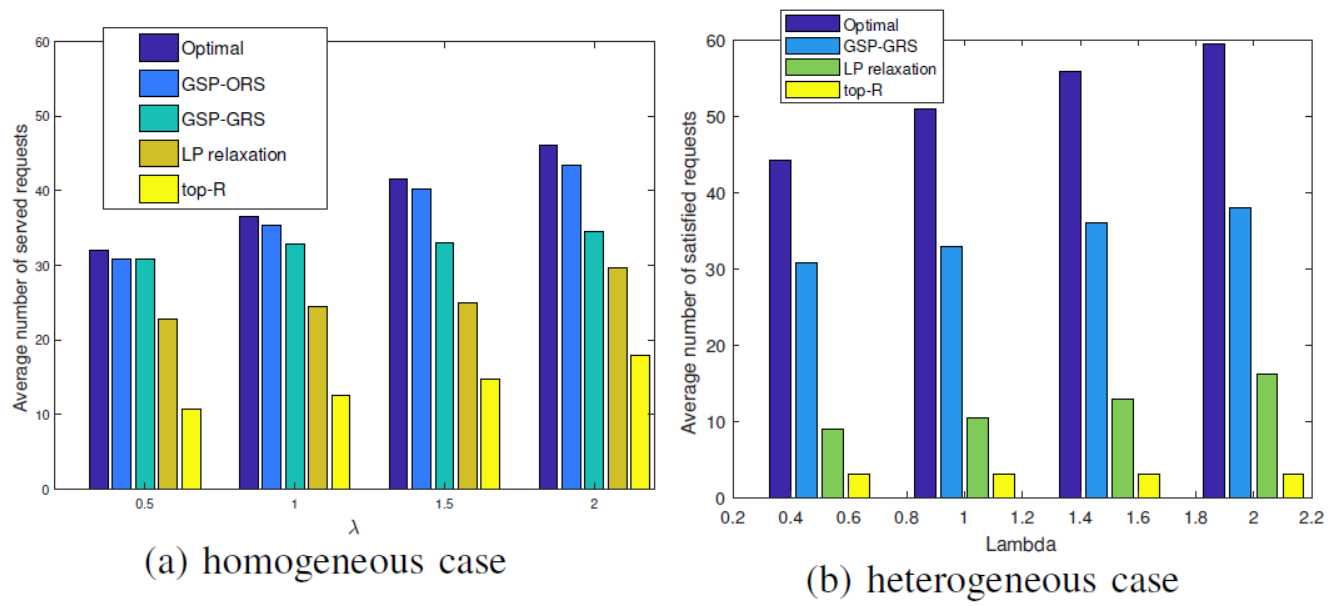 Optimal
GSP-ORS
GSP-GRS
LP relaxation
top-R
Average number of served requests
60
50
40
30
20
10
0
0.5 1 1.5 2
λ
(a) homogeneous case
Optimal
GSP-GRS
LP relaxation
top-R
Average number of satisfied requests
60
50
40
30
20
10
0
0.2 0.4 0.6 0.8 1 1.2 1.4 1.6 1.8 2 2.2
Lambda
(b) heterogeneous case